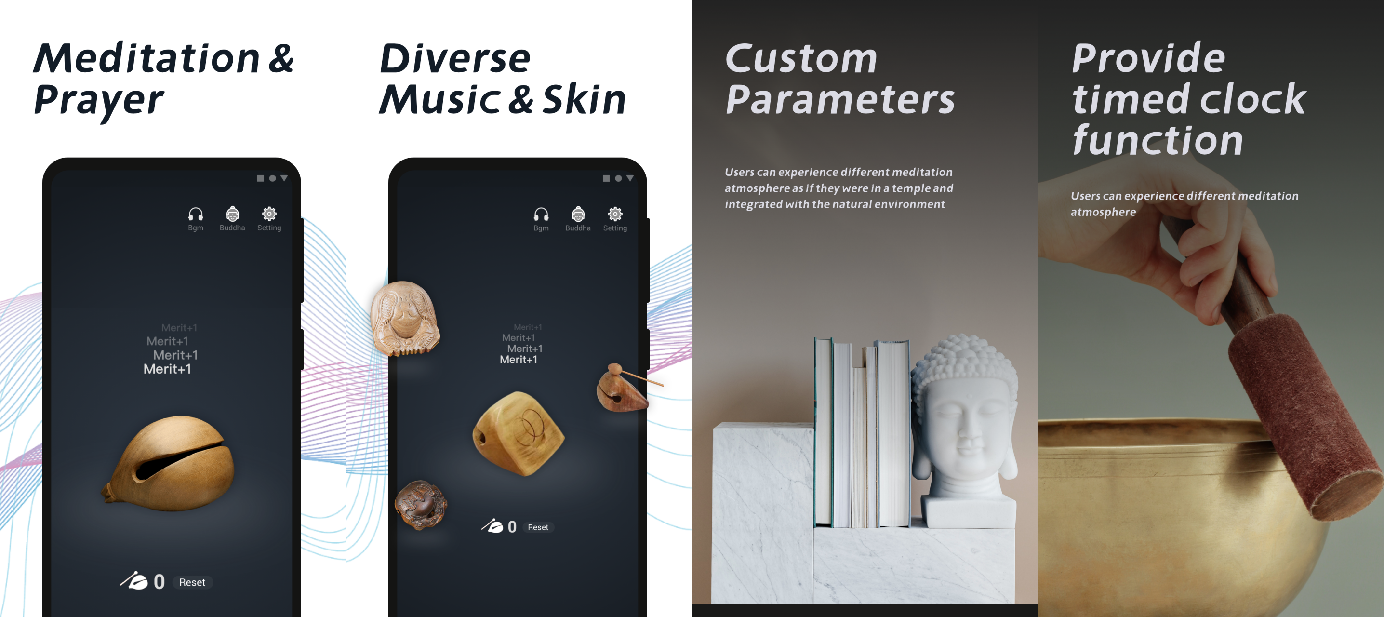 Meditation &
Prayer
Bgm
Buddha
Setting
Merit+1
Merit+1
Merit+1
Merit+1
0
Reset
Diverse
Music & Skin
Bgm
Buddha
Setting
Merit+1
Merit+1
Merit+1
Merit+1
0
Reset
Custom
Parameters
Users can experience different meditation
atmosphere as if they were in a temple and
integrated with the natural environment
Provide
timed clock
function
Users can experience different meditation
atmosphere